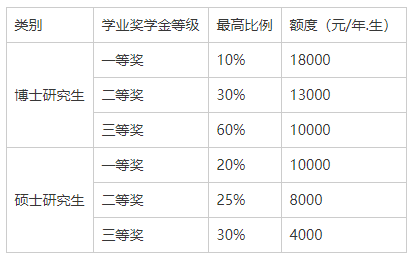 类别 学业奖学金等级 最高比例 额度（元/年.生）
博士研究生 一等奖 10% 18000
二等奖 30% 13000
三等奖 60% 10000
硕士研究生 一等奖 20% 10000
二等奖 25% 8000
三等奖 30% 4000